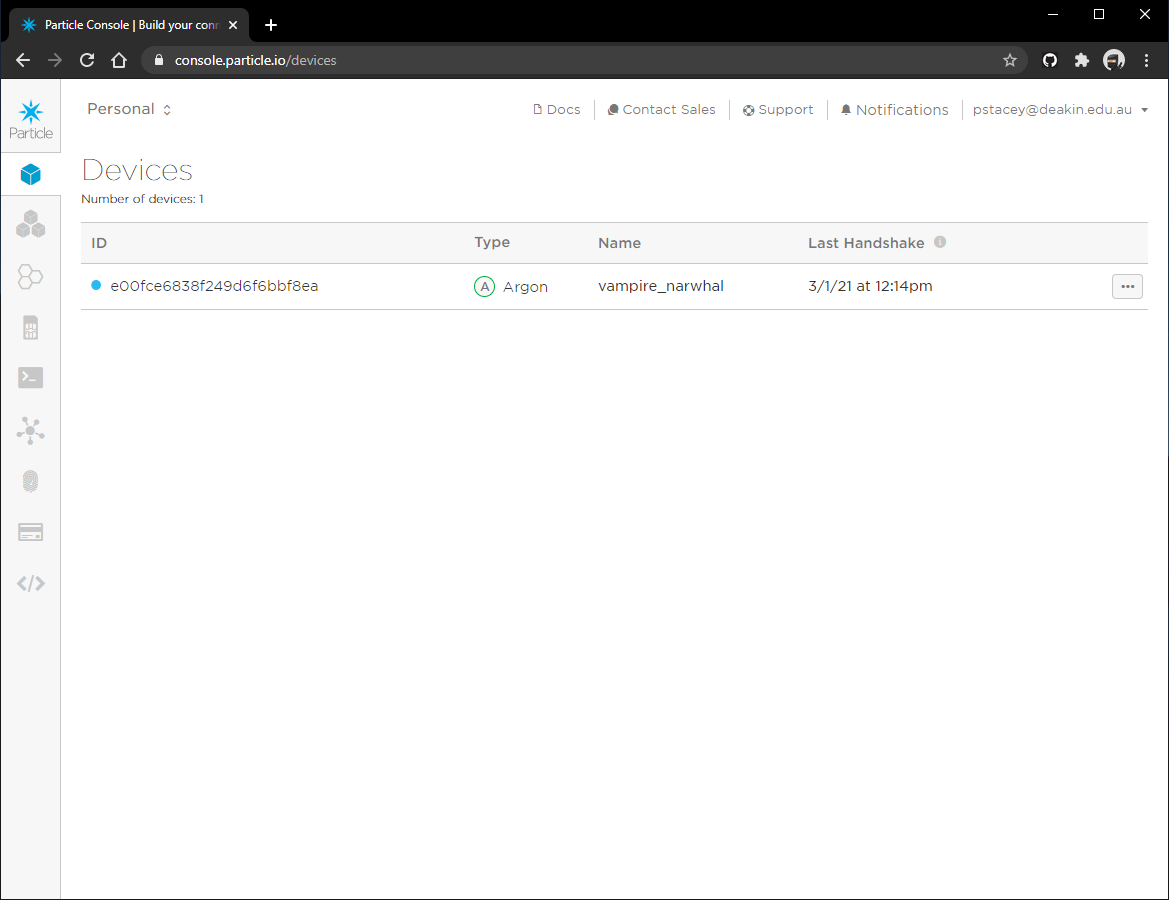 Particle Console | Build your conn
console.particle.io/devices
Particle
Personal
Docs
Contact Sales
Support
Notifications
pstacey@deakin.edu.au
Devices
Number of devices: 1
ID Type Name Last Handshake
e00fce6838f249d6f6bbf8ea A Argon vampire_narwhal 3/1/21 at 12:14pm